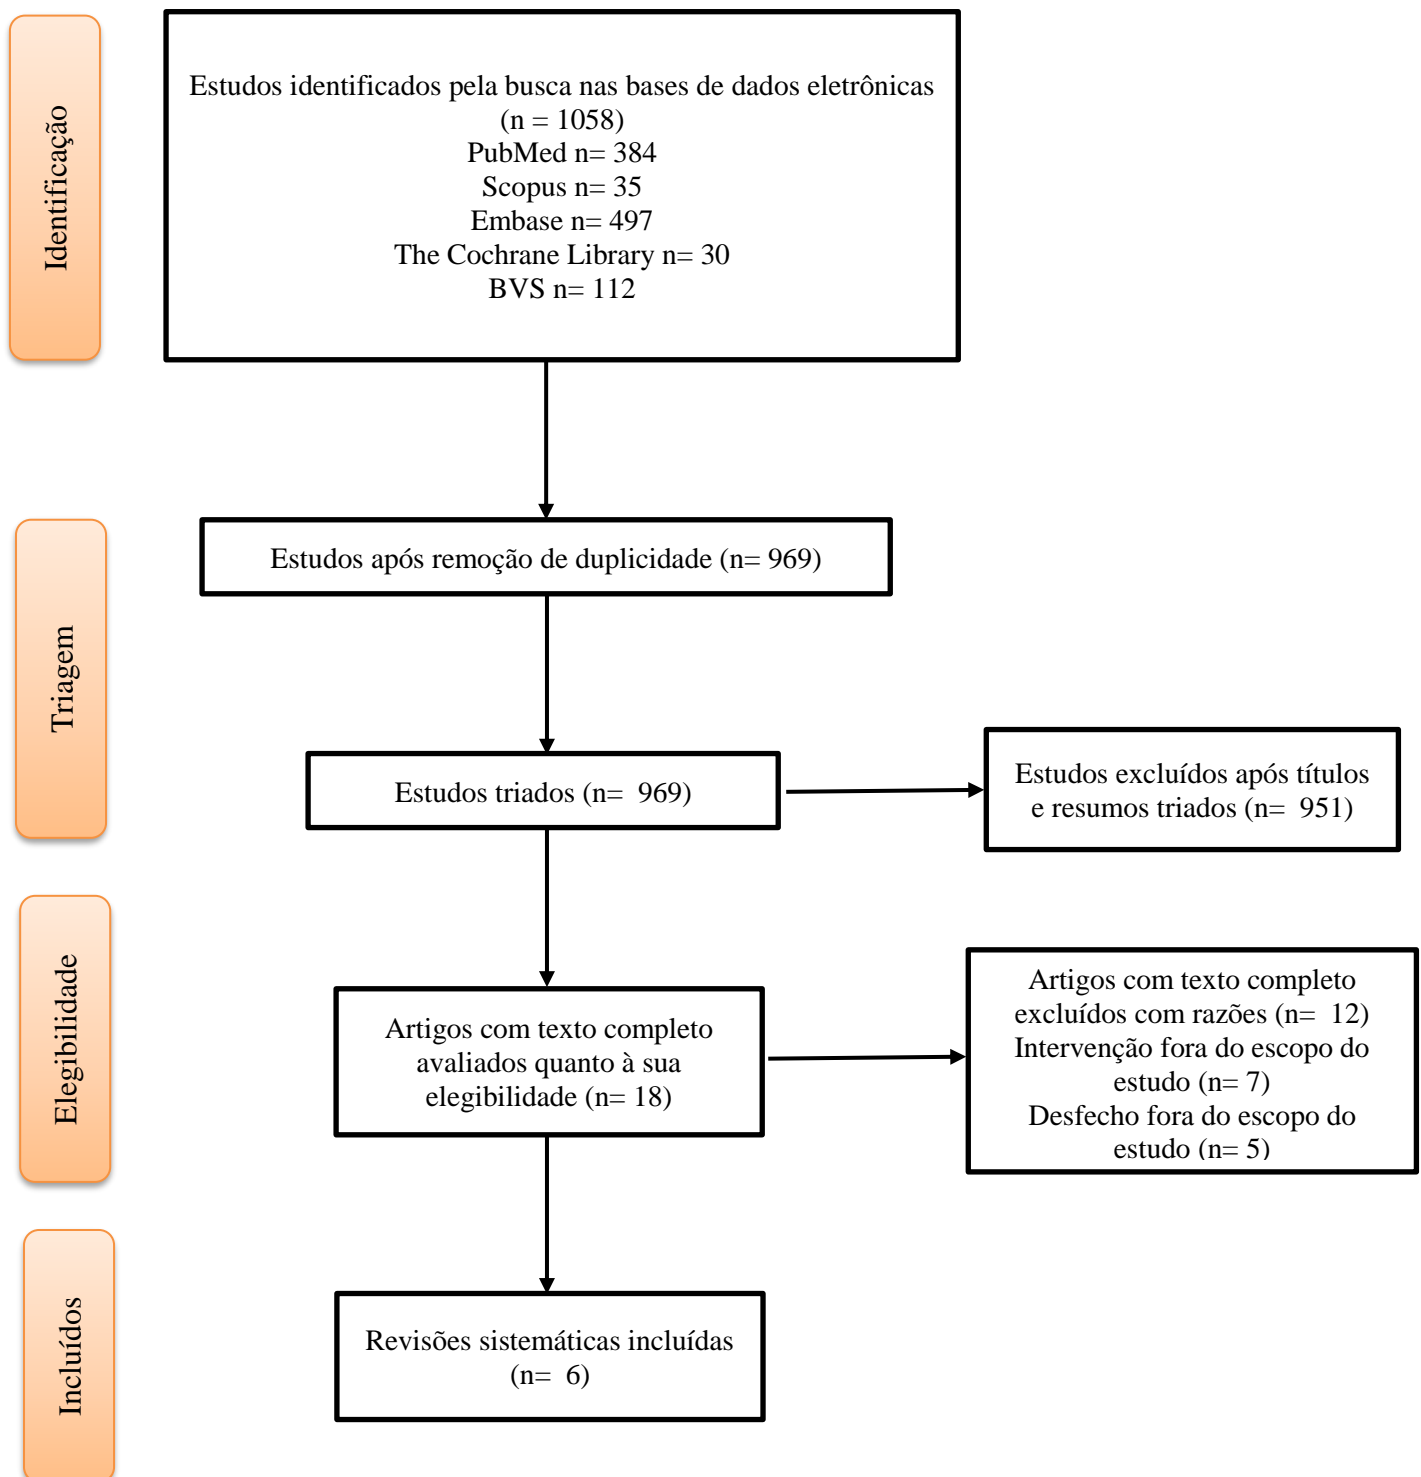 Identificação
Estudos identificados pela busca nas bases de dados eletrônicas
(n = 1058)
PubMed n= 384
Scopus n= 35
Embase n= 497
The Cochrane Library n= 30
BVS n= 112
Triagem
Estudos após remoção de duplicidade (n= 969)
Estudos triados (n= 969)
Estudos excluídos após títulos
e resumos triados (n= 951)
Elegibilidade
Artigos com texto completo
avaliados quanto à sua
elegibilidade (n= 18)
Artigos com texto completo
excluídos com razões (n= 12)
Intervenção fora do escopo do
estudo (n= 7)
Desfecho fora do escopo do
estudo (n= 5)
Incluídos
Revisões sistemáticas incluídas
(n= 6)